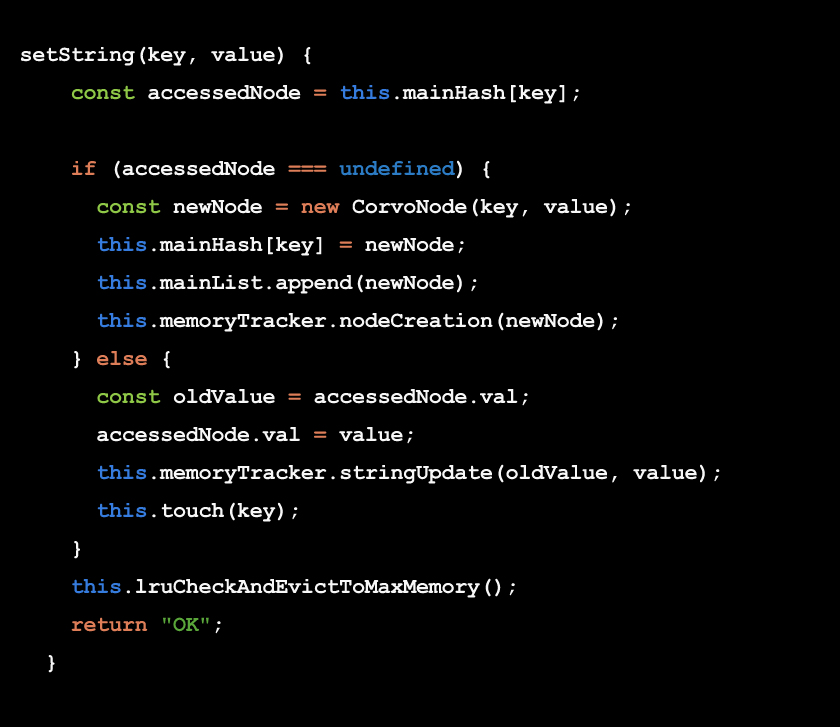 setString(key, value) {
    const accessedNode = this.mainHash[key];

    if (accessedNode === undefined) {
      const newNode = new CorvoNode(key, value);
      this.mainHash[key] = newNode;
      this.mainList.append(newNode);
      this.memoryTracker.nodeCreation(newNode);
    } else {
      const oldValue = accessedNode.val;
      accessedNode.val = value;
      this.memoryTracker.stringUpdate(oldValue, value);
      this.touch(key);
    }
    this.lruCheckAndEvictToMaxMemory();
    return "OK";
  }